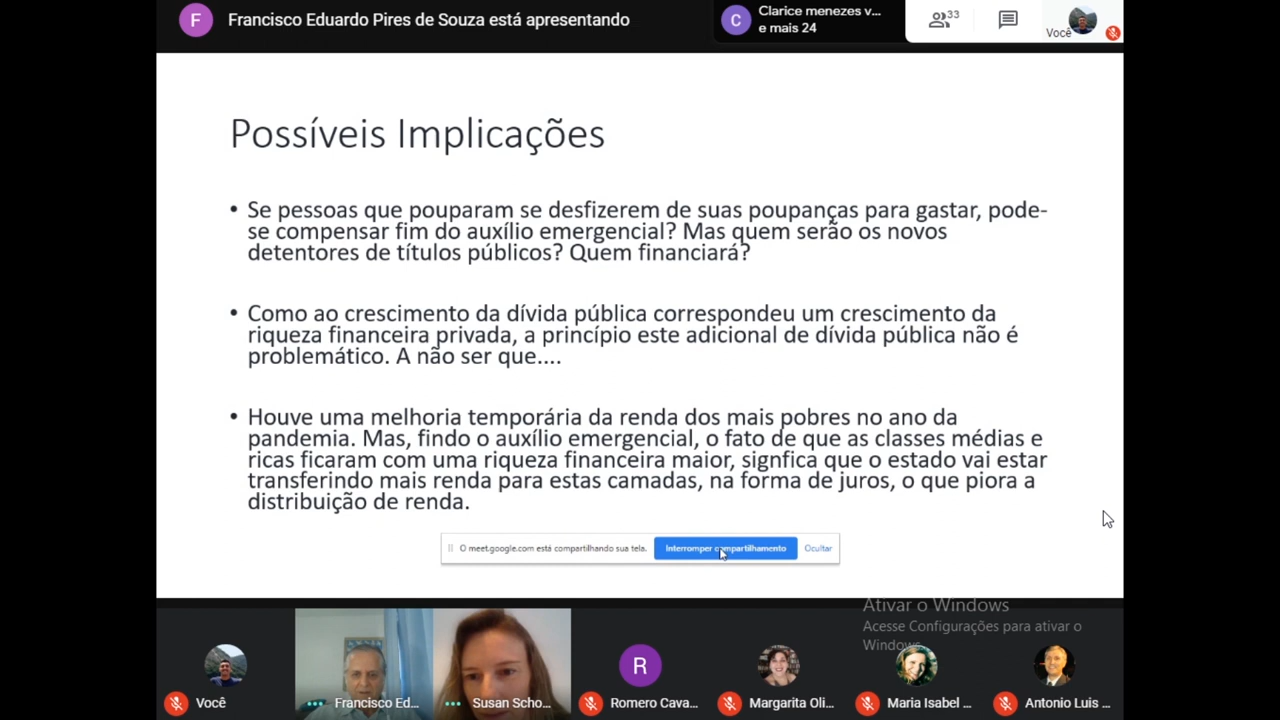 F
Francisco Eduardo Pires de Souza está apresentando
C
Clarice menezes v...
e mais 24
33
Você
Possíveis Implicações
• Se pessoas que pouparam se desfizerem de suas poupanças para gastar, pode-
se compensar fim do auxílio emergencial? Mas quem serão os novos
detentores de títulos públicos? Quem financiará?
• Como ao crescimento da dívida pública correspondeu um crescimento da
riqueza financeira privada, a princípio este adicional de dívida pública não é
problemático. A não ser que....
• Houve uma melhoria temporária da renda dos mais pobres no ano da
pandemia. Mas, findo o auxílio emergencial, o fato de que as classes médias e
ricas ficaram com uma riqueza financeira maior, signfica que o estado vai estar
transferindo mais renda para estas camadas, na forma de juros, o que piora a
distribuição de renda.
O meet.google.com está compartilhando sua tela.
Interromper compartilhamento
Ocultar
Ativar o Windows
Acesse Configurações para ativar o
Windows.
Você
Francisco Ed...
Susan Scho...
R
Romero Cava...
Margarita Oli...
Maria Isabel ...
Antonio Luis ...